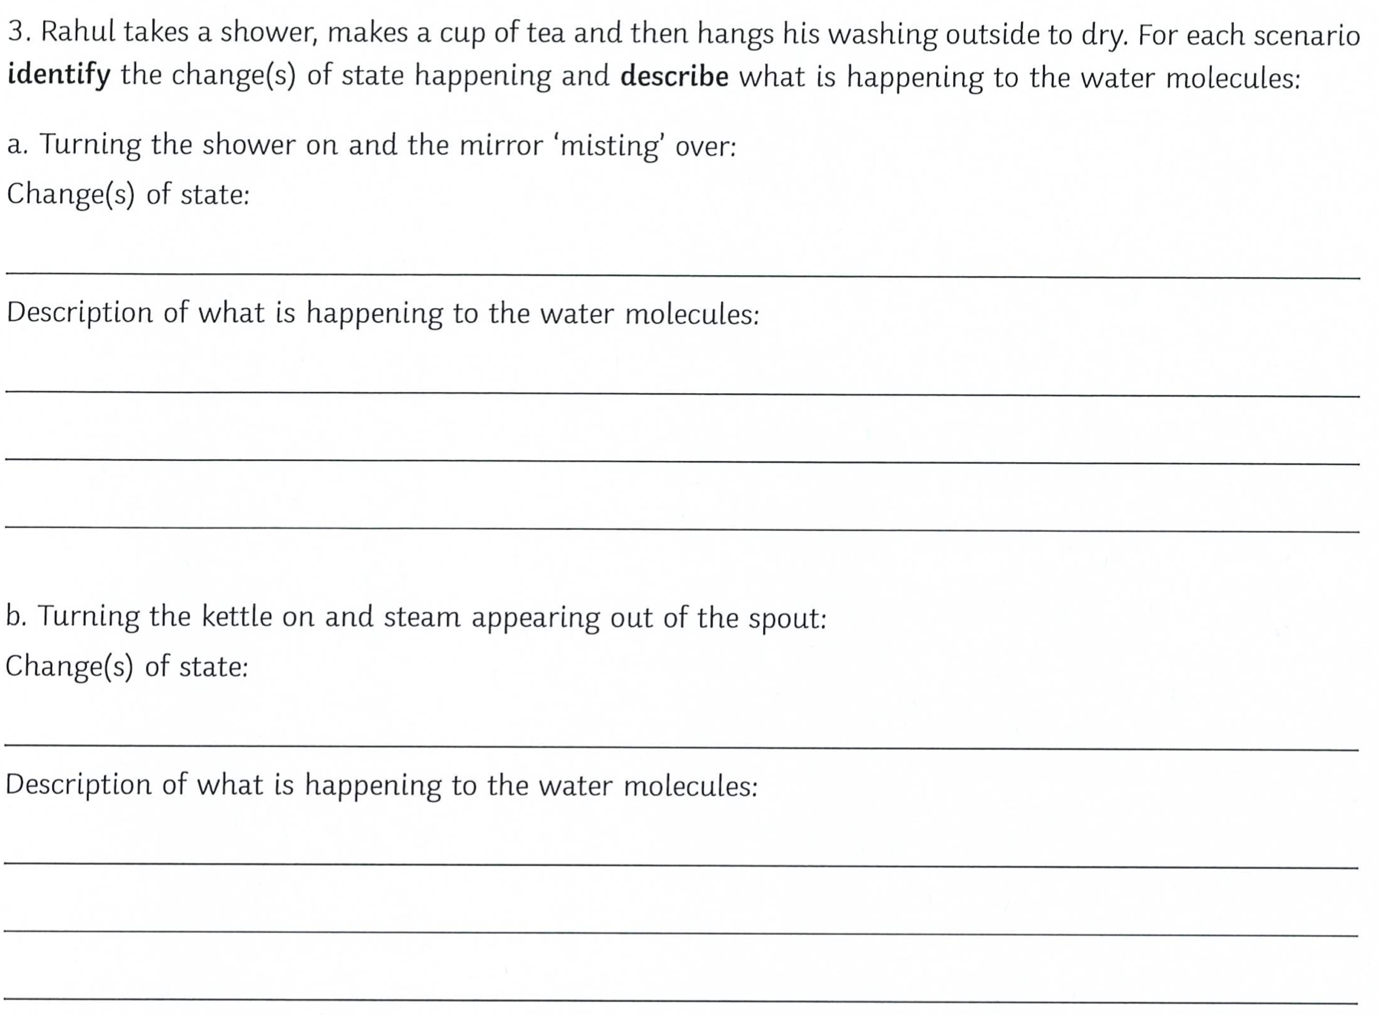 3. Rahul takes a shower, makes a cup of tea and then hangs his washing outside to dry. For each scenario
identify the change(s) of state happening and describe what is happening to the water molecules:
a. Turning the shower on and the mirror ‘misting’ over:
Change(s) of state:
Description of what is happening to the water molecules:
b. Turning the kettle on and steam appearing out of the spout:
Change(s) of state:
Description of what is happening to the water molecules: